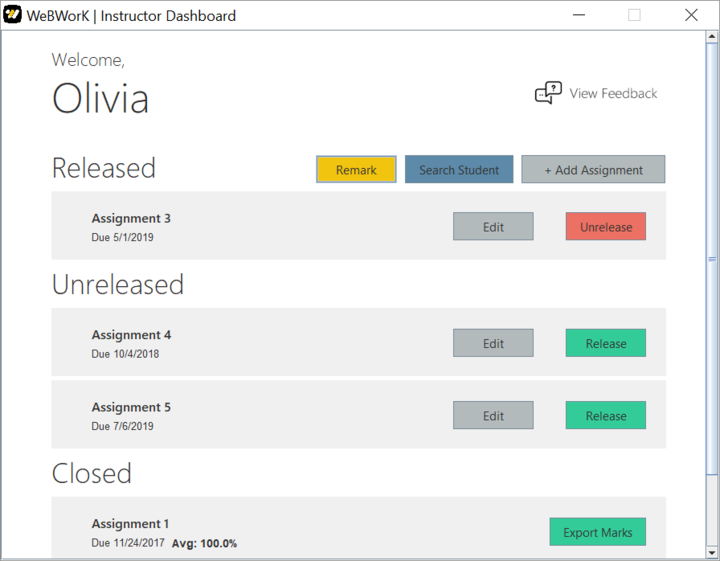 WeBWorK | Instructor Dashboard
Welcome,
Olivia
View Feedback
Released
Remark
Search Student
+ Add Assignment
Assignment 3
Due 5/1/2019
Edit
Unrelease
Unreleased
Assignment 4
Due 10/4/2018
Edit
Release
Assignment 5
Due 7/6/2019
Edit
Release
Closed
Assignment 1
Due 11/24/2017 Avg: 100.0%
Export Marks